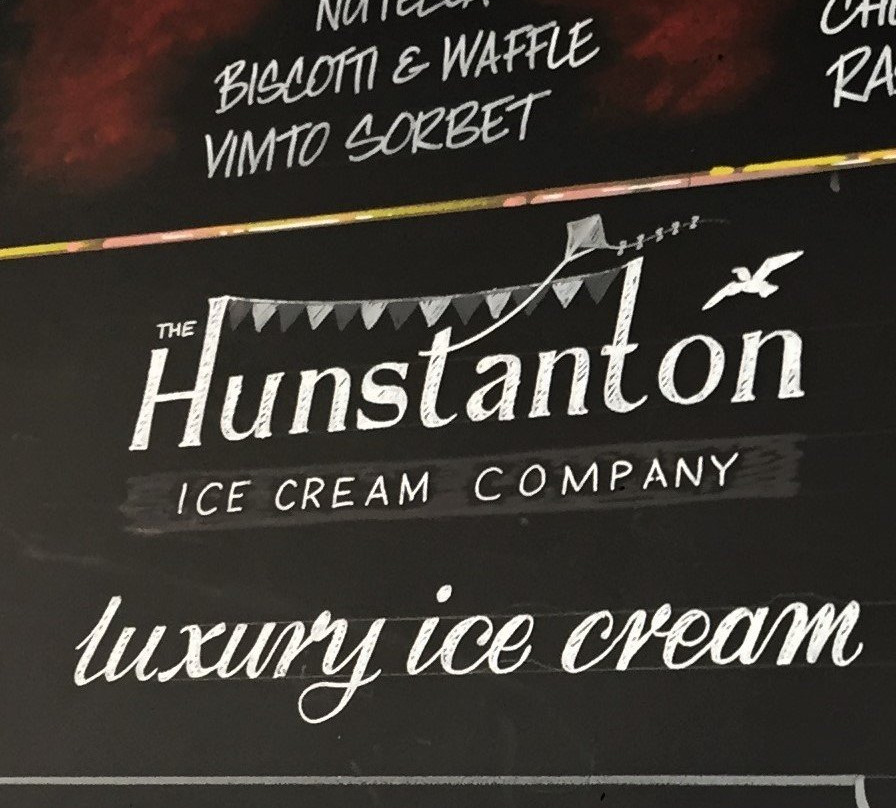 BISCOTTI & WAFFLE
VIMTO SORBET
THE
Hunstanton
ICE CREAM COMPANY
luxury ice cream